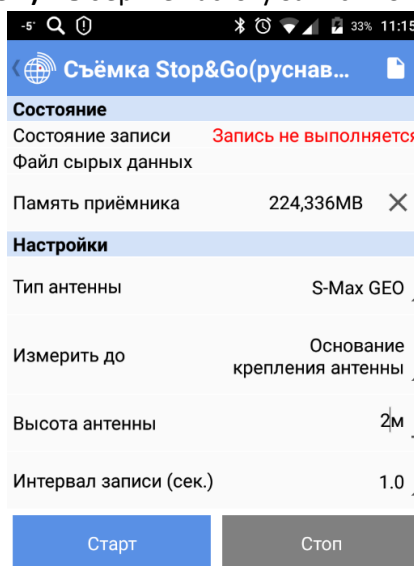 -5° 33% 11:15
Съёмка Stop&Go(руснав...
Состояние
Состояние записи Запись не выполняется
Файл сырых данных
Память приёмника 224,336MB
Настройки
Тип антенны S-Max GEO
Измерить до Основание
крепления антенны
Высота антенны 2м
Интервал записи (сек.) 1.0
Старт Стоп